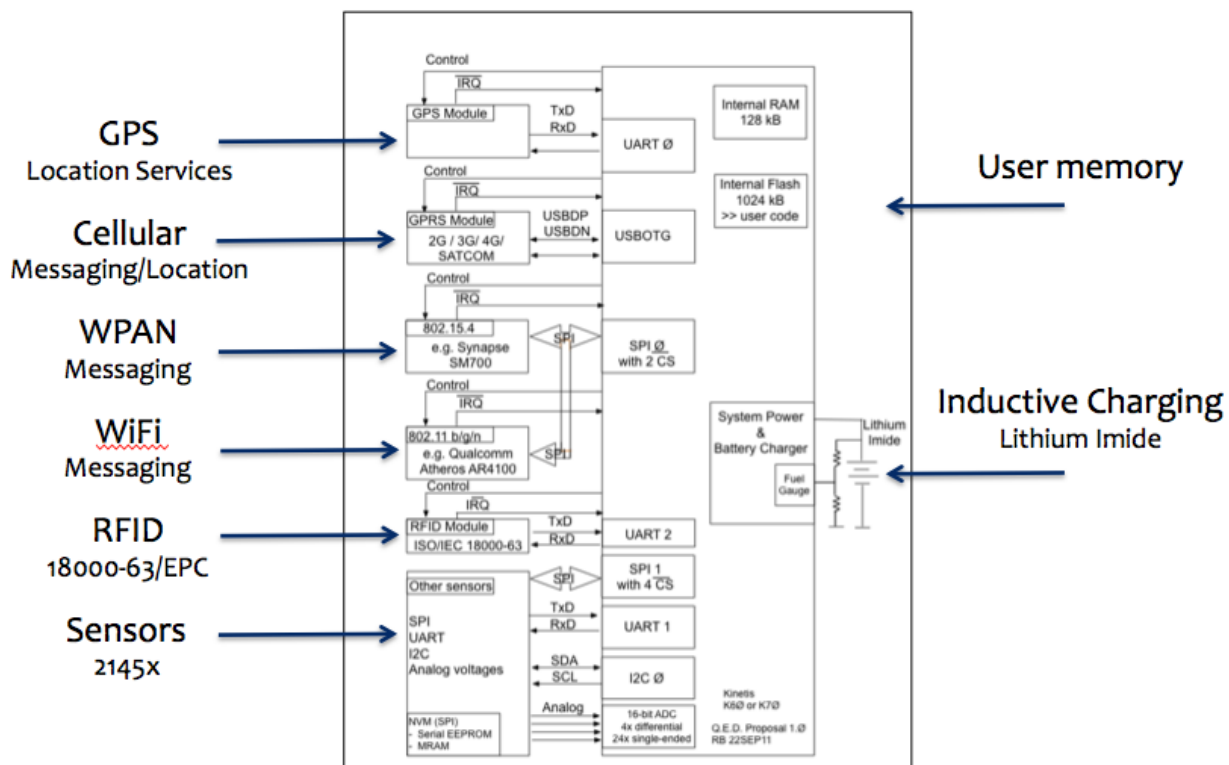 GPS
Location Services
Cellular
Messaging/Location
WPAN
Messaging
WiFi
Messaging
RFID
18000-63/EPC
Sensors
2145x
Control
IRQ
GPS Module
TxD
RxD
UART Ø
Control
IRQ
GPRS Module
2G / 3G/ 4G/
SATCOM
USBDP
USBDN
USBOTG
Control
IRQ
802.15.4
e.g. Synapse
SM700
SPI
SPI Ø
with 2 CS
Control
IRQ
802.11 b/g/n
e.g. Qualcomm
Atheros AR4100
SPI
Control
IRQ
RFID Module
ISO/IEC 18000-63
TxD
RxD
UART 2
Other sensors
SPI
UART
I2C
Analog voltages
NVM (SPI)
- Serial EEPROM
- MRAM
SPI
SPI 1
with 4 CS
TxD
RxD
UART 1
SDA
SCL
I2C Ø
Analog
16-bit ADC
4x differential
24x single-ended
Internal RAM
128 kB
Internal Flash
1024 kB
>> user code
System Power
&
Battery Charger
Fuel
Gauge
Lithium
Imide
Kinetis
K6Ø or K7Ø
Q.E.D. Proposal 1.Ø
RB 22SEP11
User memory
Inductive Charging
Lithium Imide